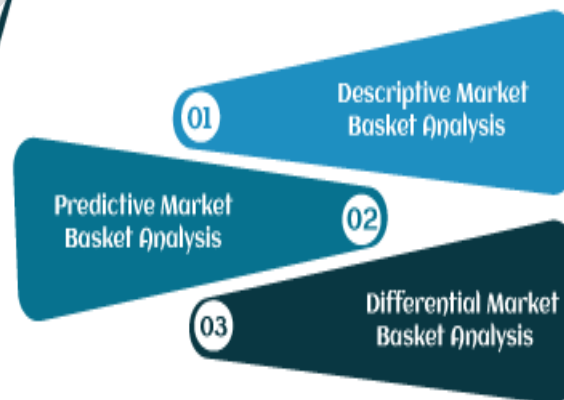 01
Descriptive Market
Basket Analysis
Predictive Market
Basket Analysis
02
03
Differential Market
Basket Analysis